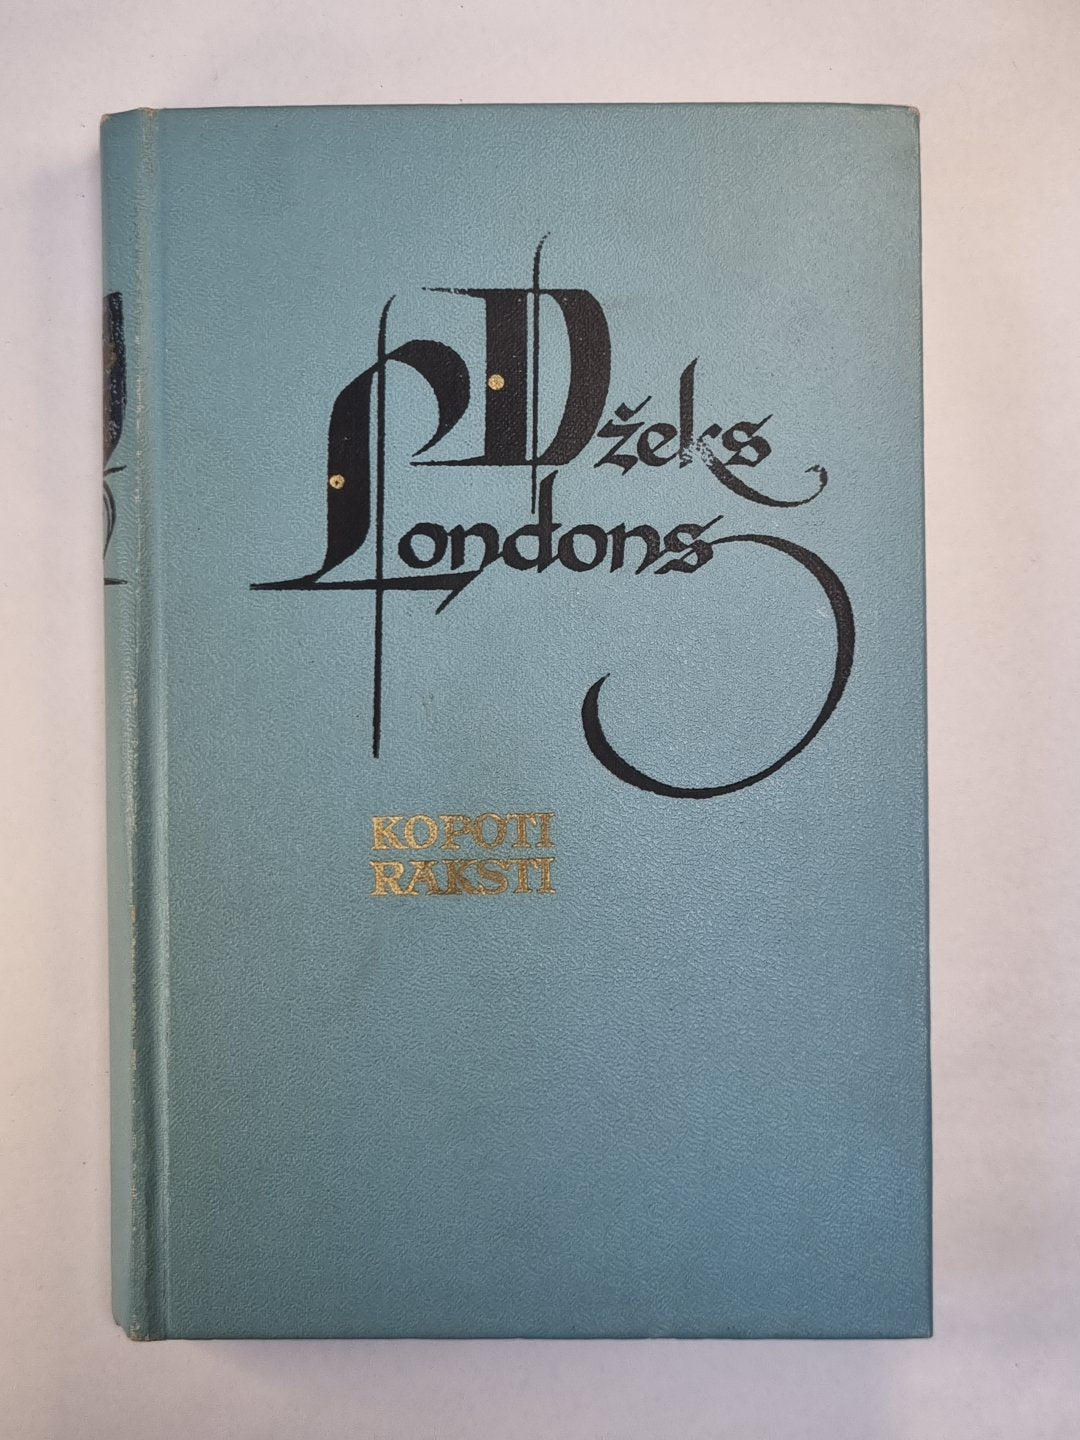 Džeks
Londons
KOPOTI
RAKSTI